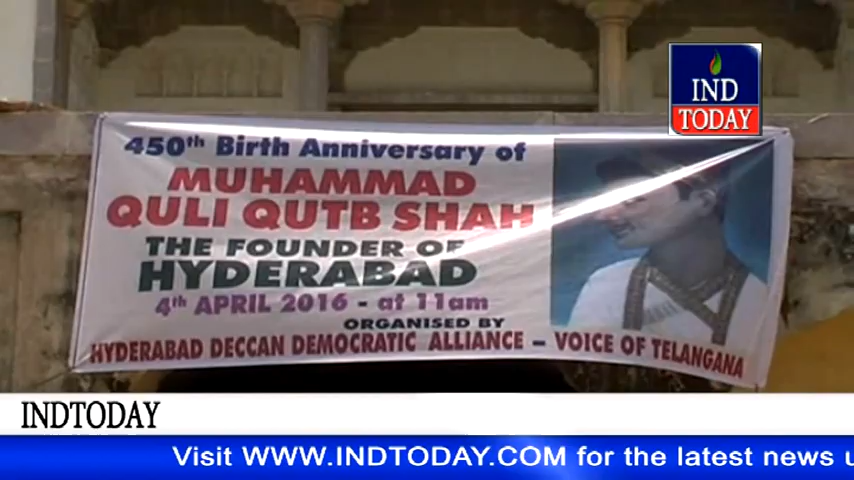 IND
TODAY
450th Birth Anniversary of
MUHAMMAD
QULI QUTB SHAH
THE FOUNDER OF
HYDERABAD
4th APRIL 2016 - at 11am
ORGANISED BY
HYDERABAD DECCAN DEMOCRATIC ALLIANCE - VOICE OF TELANGANA
INDTODAY
Visit WWW.INDTODAY.COM for the latest news u